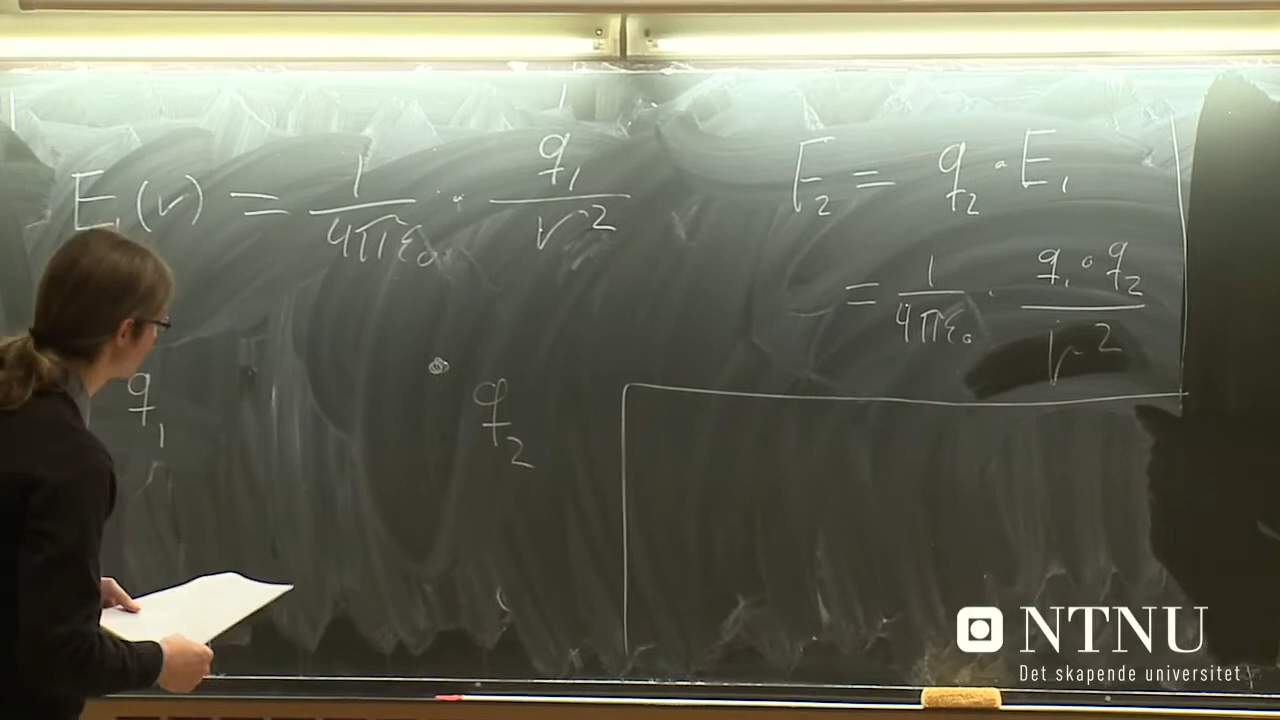 E₁(r) = 1/4πε₀ · q₁/r²
F₂ = q₂ · E₁
= 1/4πε₀ · q₁ · q₂/r²
q₁
q₂
NTNU
Det skapende universitet